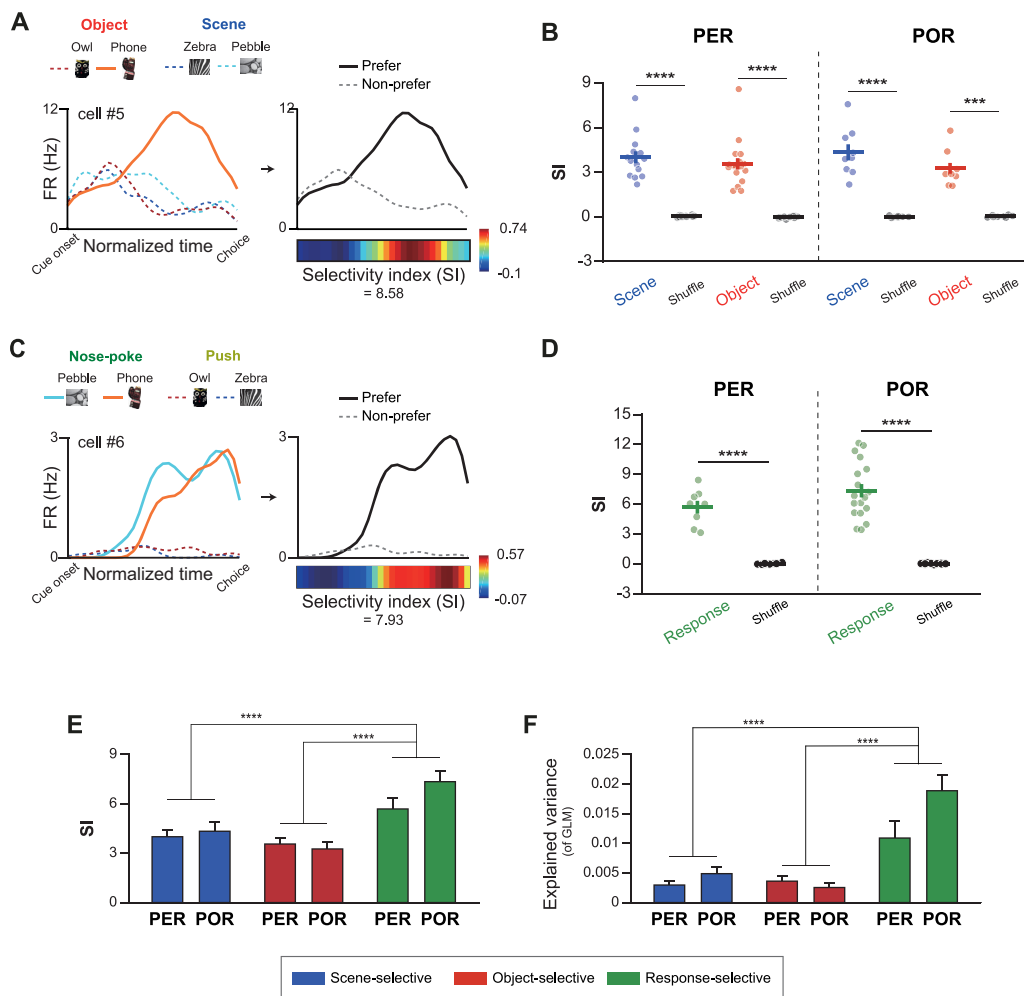 A
Object
Scene
Owl Phone
Zebra Pebble
Prefer
Non-prefer
12
cell #5
FR (Hz)
0
Cue onset
Normalized time
Choice
12
0
0.74
-0.1
Selectivity index (SI)
= 8.58
B
PER
POR
**** **** **** ***
9
6
3
0
-3
SI
Scene Shuffle Object Shuffle Scene Shuffle Object Shuffle
C
Nose-poke
Push
Pebble Phone
Owl Zebra
Prefer
Non-prefer
3
cell #6
FR (Hz)
0
Cue onset
Normalized time
Choice
3
0
0.57
-0.07
Selectivity index (SI)
= 7.93
D
PER
POR
**** ****
15
12
9
6
3
0
-3
SI
Response Shuffle Response Shuffle
E
****
****
9
6
3
0
SI
PER POR PER POR PER POR
F
****
****
0.025
0.02
0.015
0.01
0.005
0
Explained variance
(of GLM)
PER POR PER POR PER POR
Scene-selective Object-selective Response-selective